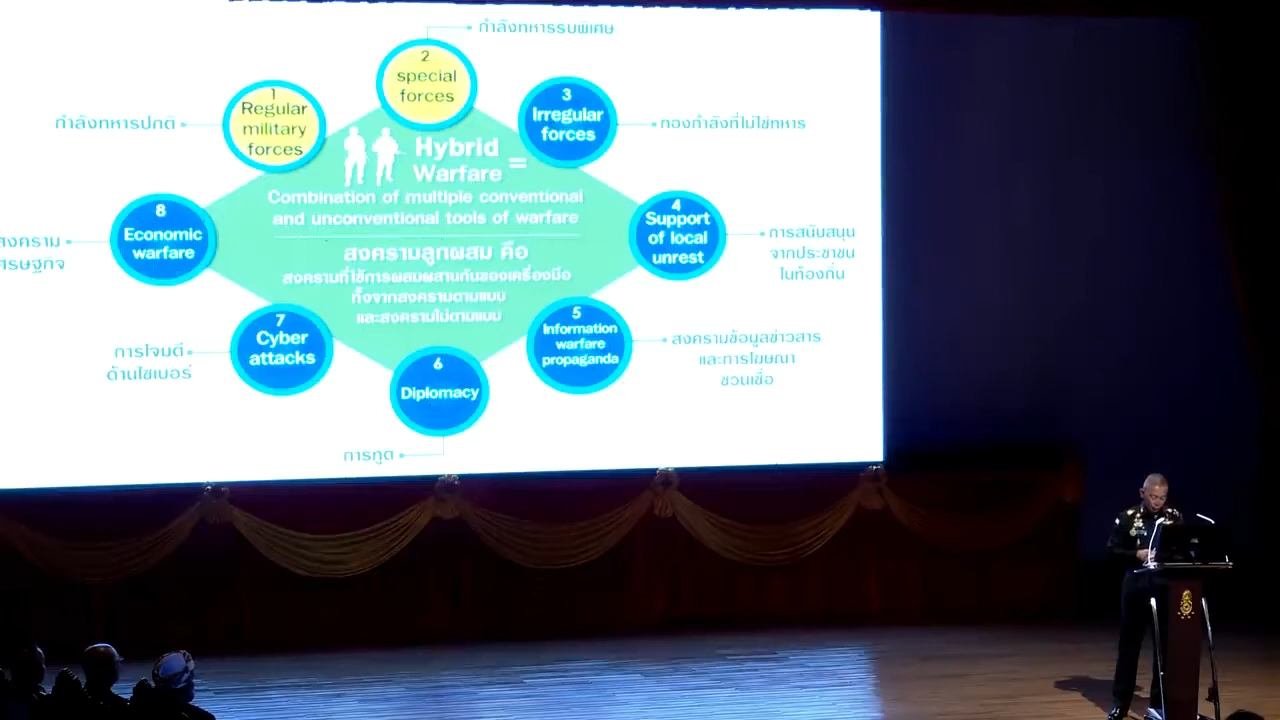 กำลังทหารรบพิเศษ
2
special
forces
1
Regular
military
forces
กำลังทหารปกติ
3
Irregular
forces
กองกำลังที่ไม่ใช่ทหาร
Hybrid
Warfare =
Combination of multiple conventional
and unconventional tools of warfare
สงครามลูกผสม คือ
สงครามที่ใช้การผสมผสานกันของเครื่องมือ
ทั้งจากสงครามตามแบบ
และสงครามไม่ตามแบบ
8
Economic
warfare
4
Support
of local
unrest
การสนับสนุน
จากประชาชน
ในท้องถิ่น
7
Cyber
attacks
การโจมตี
ด้านไซเบอร์
5
Information
warfare
propaganda
สงครามข้อมูลข่าวสาร
และการโฆษณา
ชวนเชื่อ
6
Diplomacy
การทูต